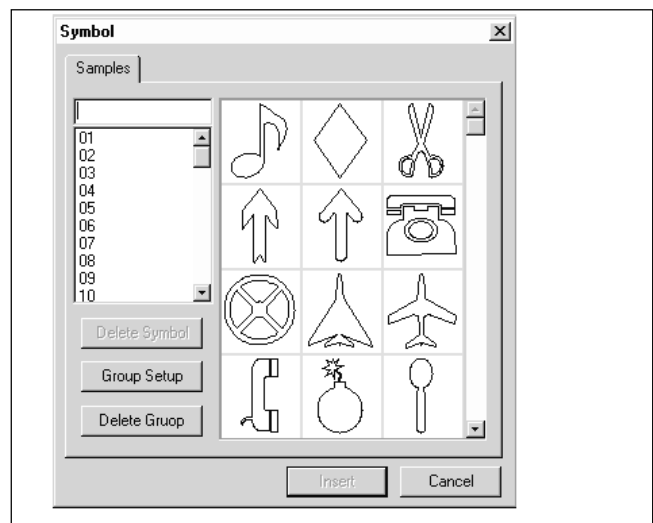 Symbol
Samples
01
02
03
04
05
06
07
08
09
10
Delete Symbol
Group Setup
Delete Gruop
Insert
Cancel